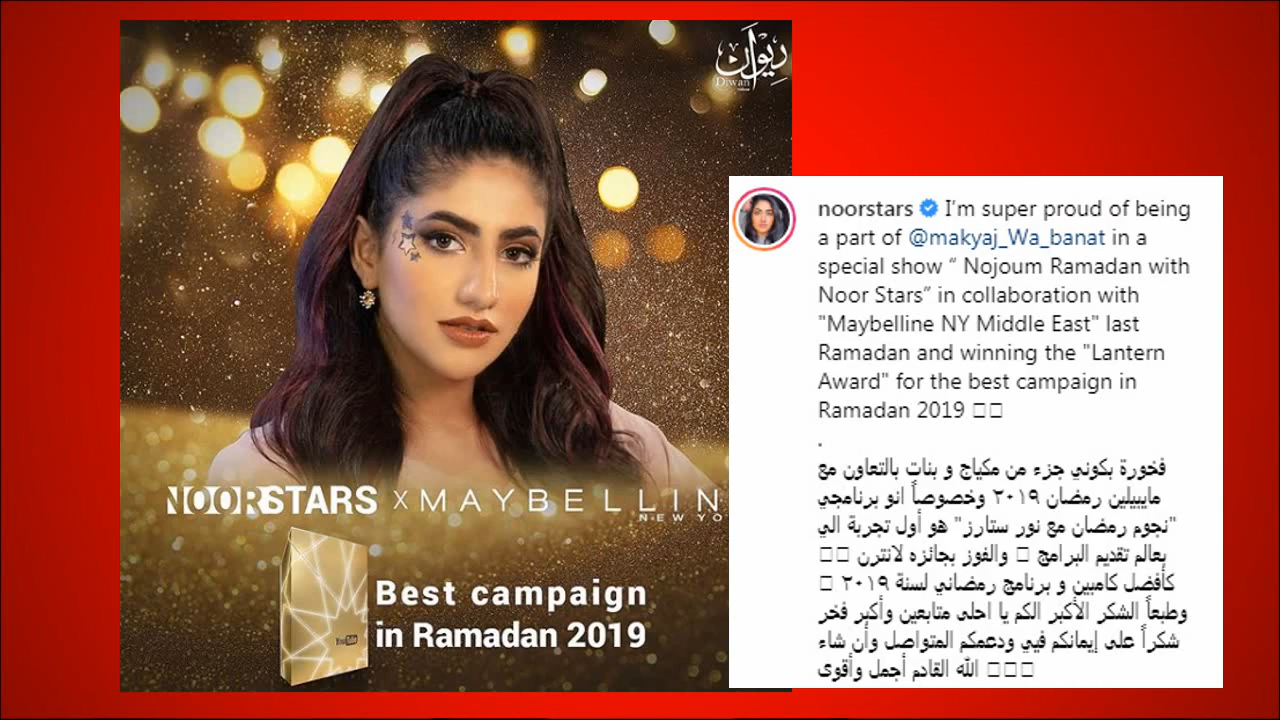 ديوان
Diwan
NOORSTARS X MAYBELLIN
NEW YO
YouTube
Best campaign
in Ramadan 2019
noorstars I'm super proud of being
a part of @makyaj_Wa_banat in a
special show “ Nojoum Ramadan with
Noor Stars” in collaboration with
"Maybelline NY Middle East" last
Ramadan and winning the "Lantern
Award" for the best campaign in
Ramadan 2019 □□
.
فخورة بكوني جزء من مكياج و بنات بالتعاون مع
مايبيلين رمضان ٢٠١٩ وخصوصاً انو برنامجي
"نجوم رمضان مع نور ستارز" هو أول تجربة الي
بعالم تقديم البرامج □ والفوز بجائزه لانترن □□
كأفضل كامبين و برنامج رمضاني لسنة ٢٠١٩ □
وطبعاً الشكر الأكبر الكم يا احلى متابعين وأكبر فخر
شكراً على إيمانكم فيي ودعمكم المتواصل وأن شاء
الله القادم أجمل وأقوى □□□